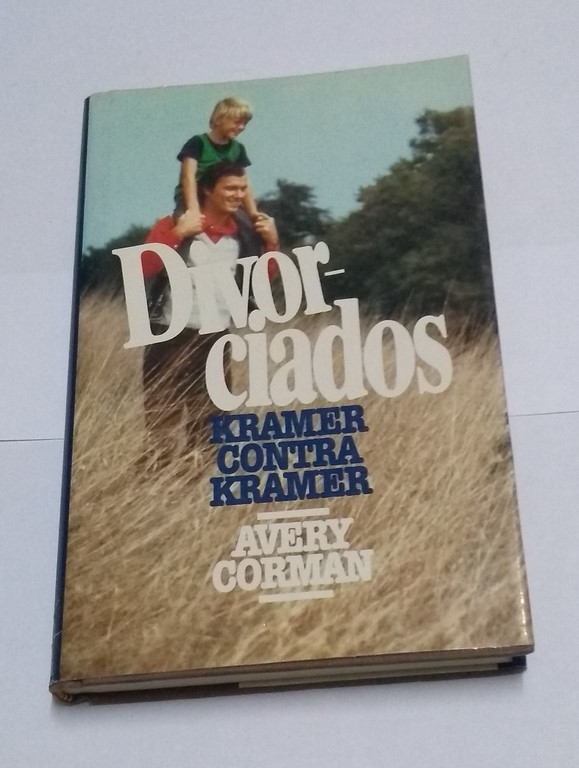 Divor-
ciados
KRAMER
CONTRA
KRAMER
AVERY
CORMAN